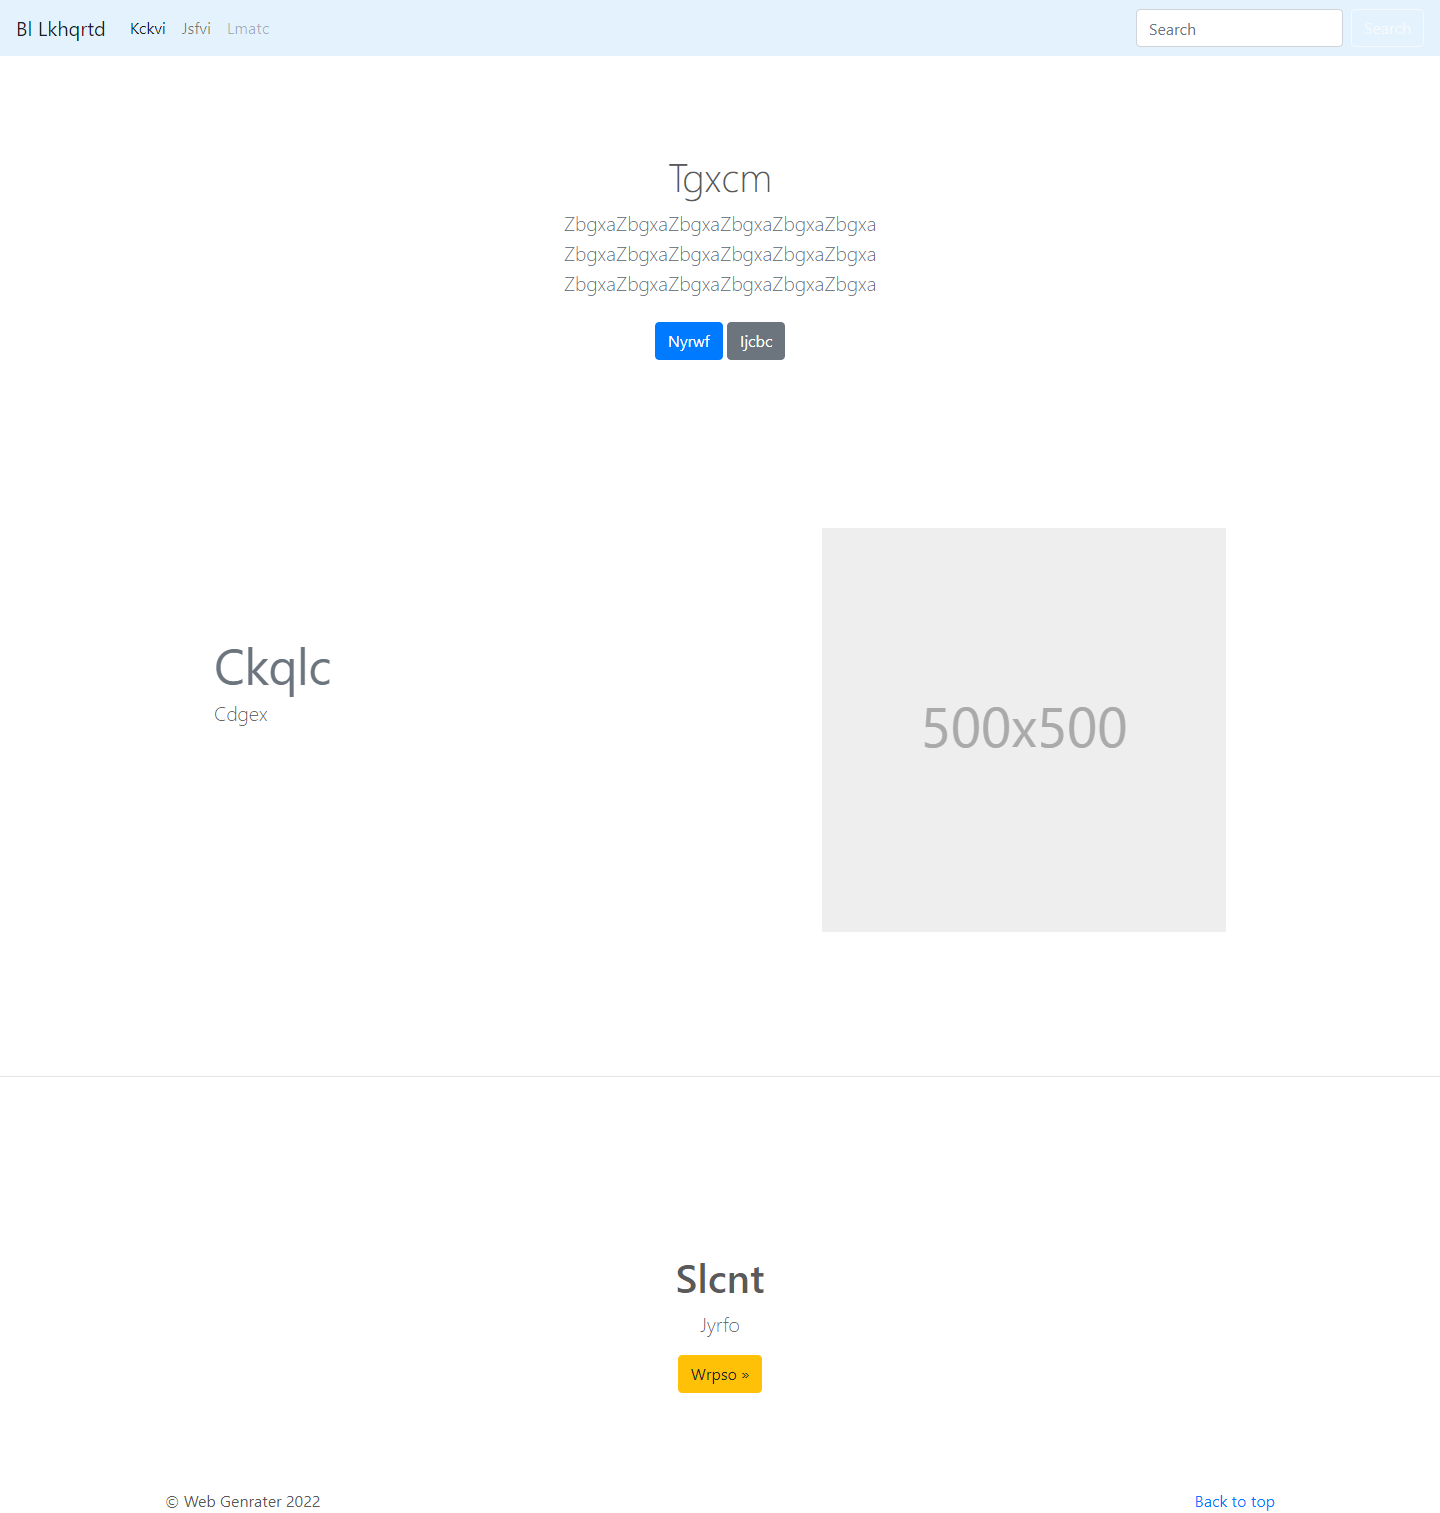 Bl Lkhqrtd Kckvi Jsfvi Lmatc Search Search
Tgxcm
ZbgxaZbgxaZbgxaZbgxaZbgxaZbgxa
ZbgxaZbgxaZbgxaZbgxaZbgxaZbgxa
ZbgxaZbgxaZbgxaZbgxaZbgxaZbgxa
Nyrwf Ijcbc
Ckqlc
Cdgex
500x500
Slcnt
Jyrfo
Wrpso »
© Web Genrater 2022 Back to top